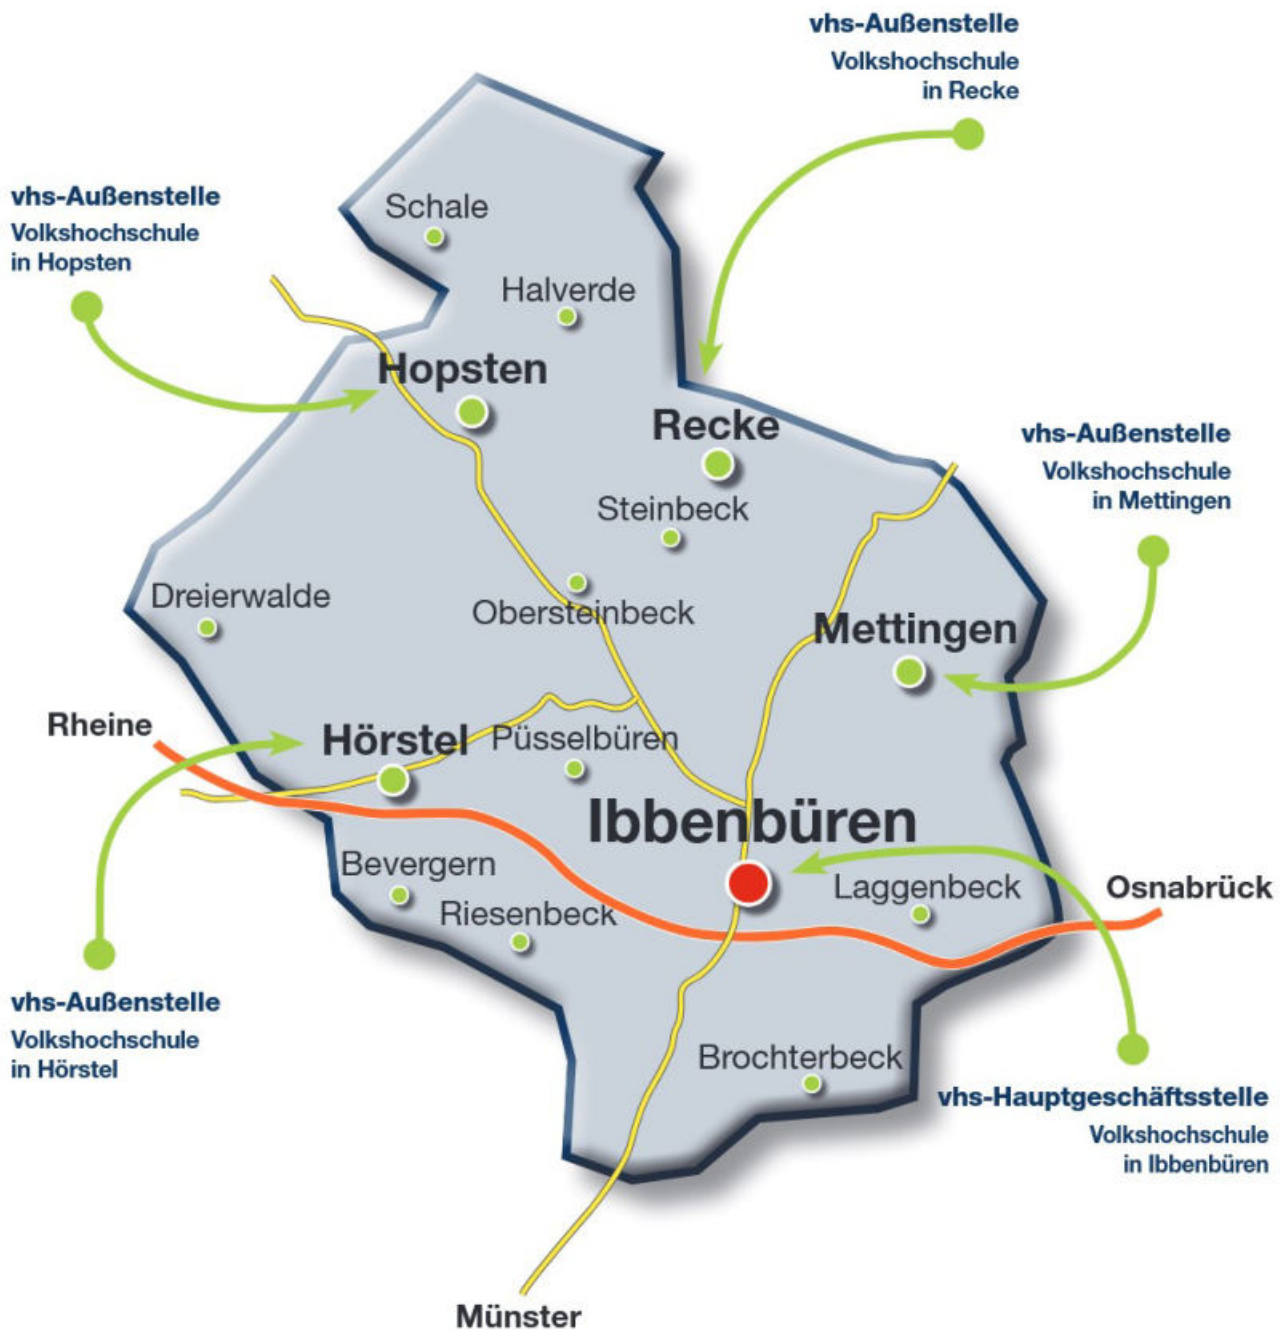 vhs-Außenstelle
Volkshochschule
in Recke
vhs-Außenstelle
Volkshochschule
in Hopsten
Schale
Halverde
Hopsten
Recke
vhs-Außenstelle
Volkshochschule
in Mettingen
Steinbeck
Dreierwalde
Obersteinbeck
Mettingen
Rheine
Hörstel
Püsselbüren
Ibbenbüren
Bevergern
Laggenbeck
Osnabrück
Riesenbeck
vhs-Außenstelle
Volkshochschule
in Hörstel
Brochterbeck
vhs-Hauptgeschäftsstelle
Volkshochschule
in Ibbenbüren
Münster